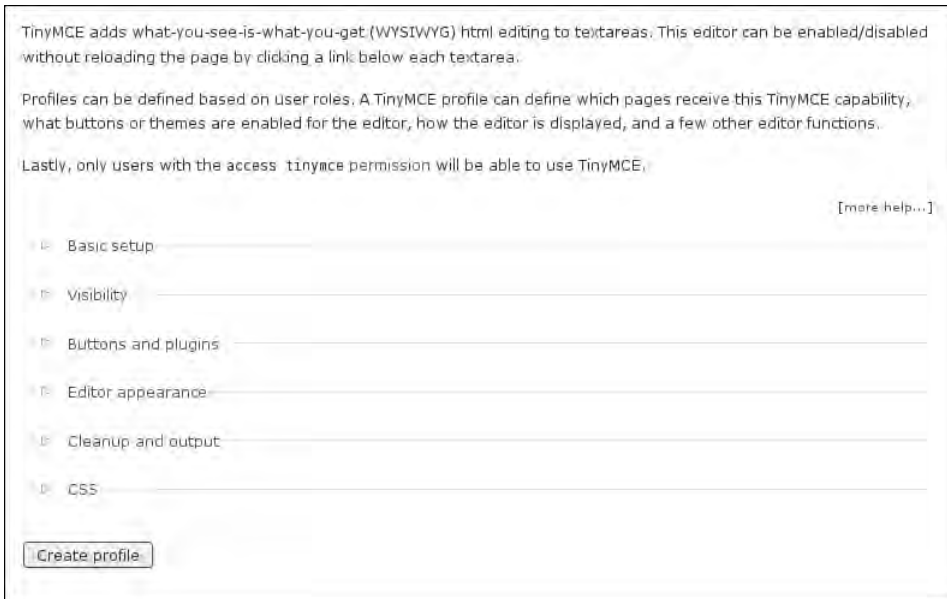 TinyMCE adds what-you-see-is-what-you-get (WYSIWYG) html editing to textareas. This editor can be enabled/disabled
without reloading the page by clicking a link below each textarea.
Profiles can be defined based on user roles. A TinyMCE profile can define which pages receive this TinyMCE capability,
what buttons or themes are enabled for the editor, how the editor is displayed, and a few other editor functions.
Lastly, only users with the access tinymce permission will be able to use TinyMCE.
[more help...]
Basic setup
Visibility
Buttons and plugins
Editor appearance
Cleanup and output
CSS
Create profile